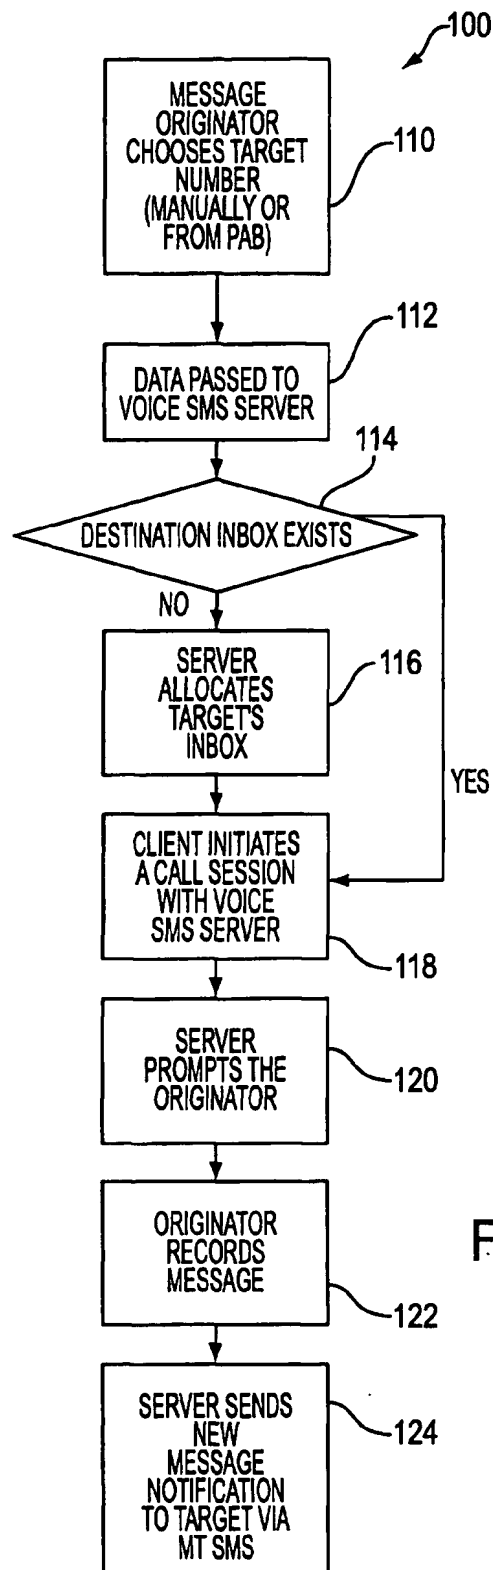 100
MESSAGE
ORIGINATOR
CHOOSES TARGET
NUMBER
(MANUALLY OR
FROM PAB)
110
DATA PASSED TO
VOICE SMS SERVER
112
DESTINATION INBOX EXISTS
114
NO
YES
SERVER
ALLOCATES
TARGET'S
INBOX
116
CLIENT INITIATES
A CALL SESSION
WITH VOICE
SMS SERVER
118
SERVER
PROMPTS THE
ORIGINATOR
120
ORIGINATOR
RECORDS
MESSAGE
122
F
SERVER SENDS
NEW
MESSAGE
NOTIFICATION
TO TARGET VIA
MT SMS
124